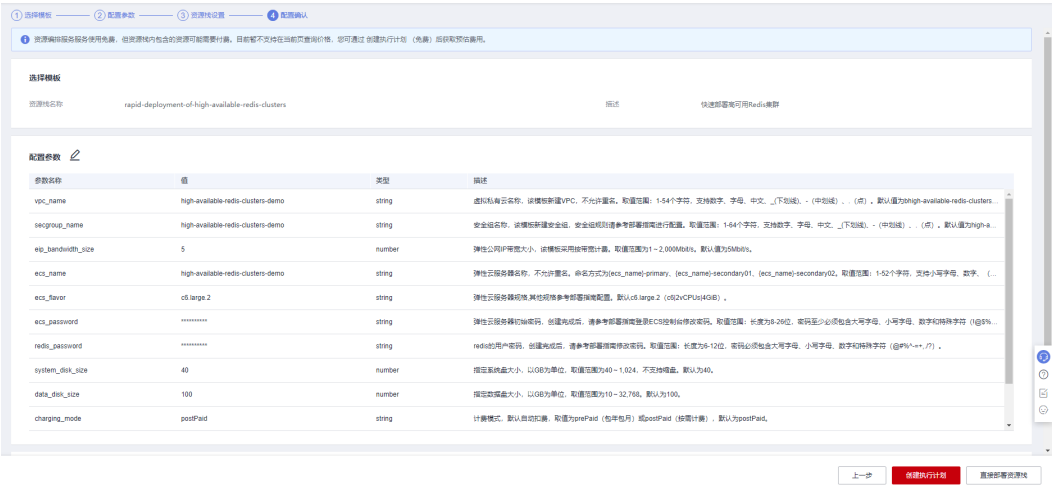 1 选择模板 2 配置参数 3 资源栈设置 4 配置确认
资源编排服务服务使用免费，但资源栈内包含的资源可能需要付费。目前暂不支持在当前页查询价格，您可通过 创建执行计划 （免费）后获取预估费用。
选择模板
资源栈名称 rapid-deployment-of-high-available-redis-clusters 描述 快速部署高可用Redis集群
配置参数
参数名称 值 类型 描述
vpc_name high-available-redis-clusters-demo string 虚拟私有云名称，该模板新建VPC，不允许重名。取值范围：1-54个字符，支持数字、字母、中文、_(下划线)、-（中划线）、.（点）。默认值为bhigh-available-redis-clusters...
secgroup_name high-available-redis-clusters-demo string 安全组名称，该模板新建安全组，安全组规则请参考部署指南进行配置。取值范围：1-64个字符，支持数字、字母、中文、_(下划线)、-（中划线）、.（点）。默认值为high-a...
eip_bandwidth_size 5 number 弹性公网IP带宽大小，该模板采用按带宽计费。取值范围为1～2,000Mbit/s。默认值为5Mbit/s。
ecs_name high-available-redis-clusters-demo string 弹性云服务器名称，不允许重名。命名方式为{ecs_name}-primary、{ecs_name}-secondary01、{ecs_name}-secondary02。取值范围：1-52个字符，支持小写字母、数字、（...
ecs_flavor c6.large.2 string 弹性云服务器规格,其他规格参考部署指南配置。默认c6.large.2（c6|2vCPUs|4GiB）。
ecs_password ********** string 弹性云服务器初始密码，创建完成后，请参考部署指南登录ECS控制台修改密码。取值范围：长度为8-26位，密码至少必须包含大写字母、小写字母、数字和特殊字符（!@$%...
redis_password ********** string redis的用户密码，创建完成后，请参考部署指南修改密码。取值范围：长度为6-12位，密码必须包含大写字母、小写字母、数字和特殊字符（@#%^-=+,./?）。
system_disk_size 40 number 指定系统盘大小，以GB为单位，取值范围为40～1,024，不支持缩盘。默认为40。
data_disk_size 100 number 指定数据盘大小，以GB为单位，取值范围为10～32,768。默认为100。
charging_mode postPaid string 计费模式，默认自动扣费，取值为prePaid（包年包月）或postPaid（按需计费），默认为postPaid。
上一步 创建执行计划 直接部署资源栈